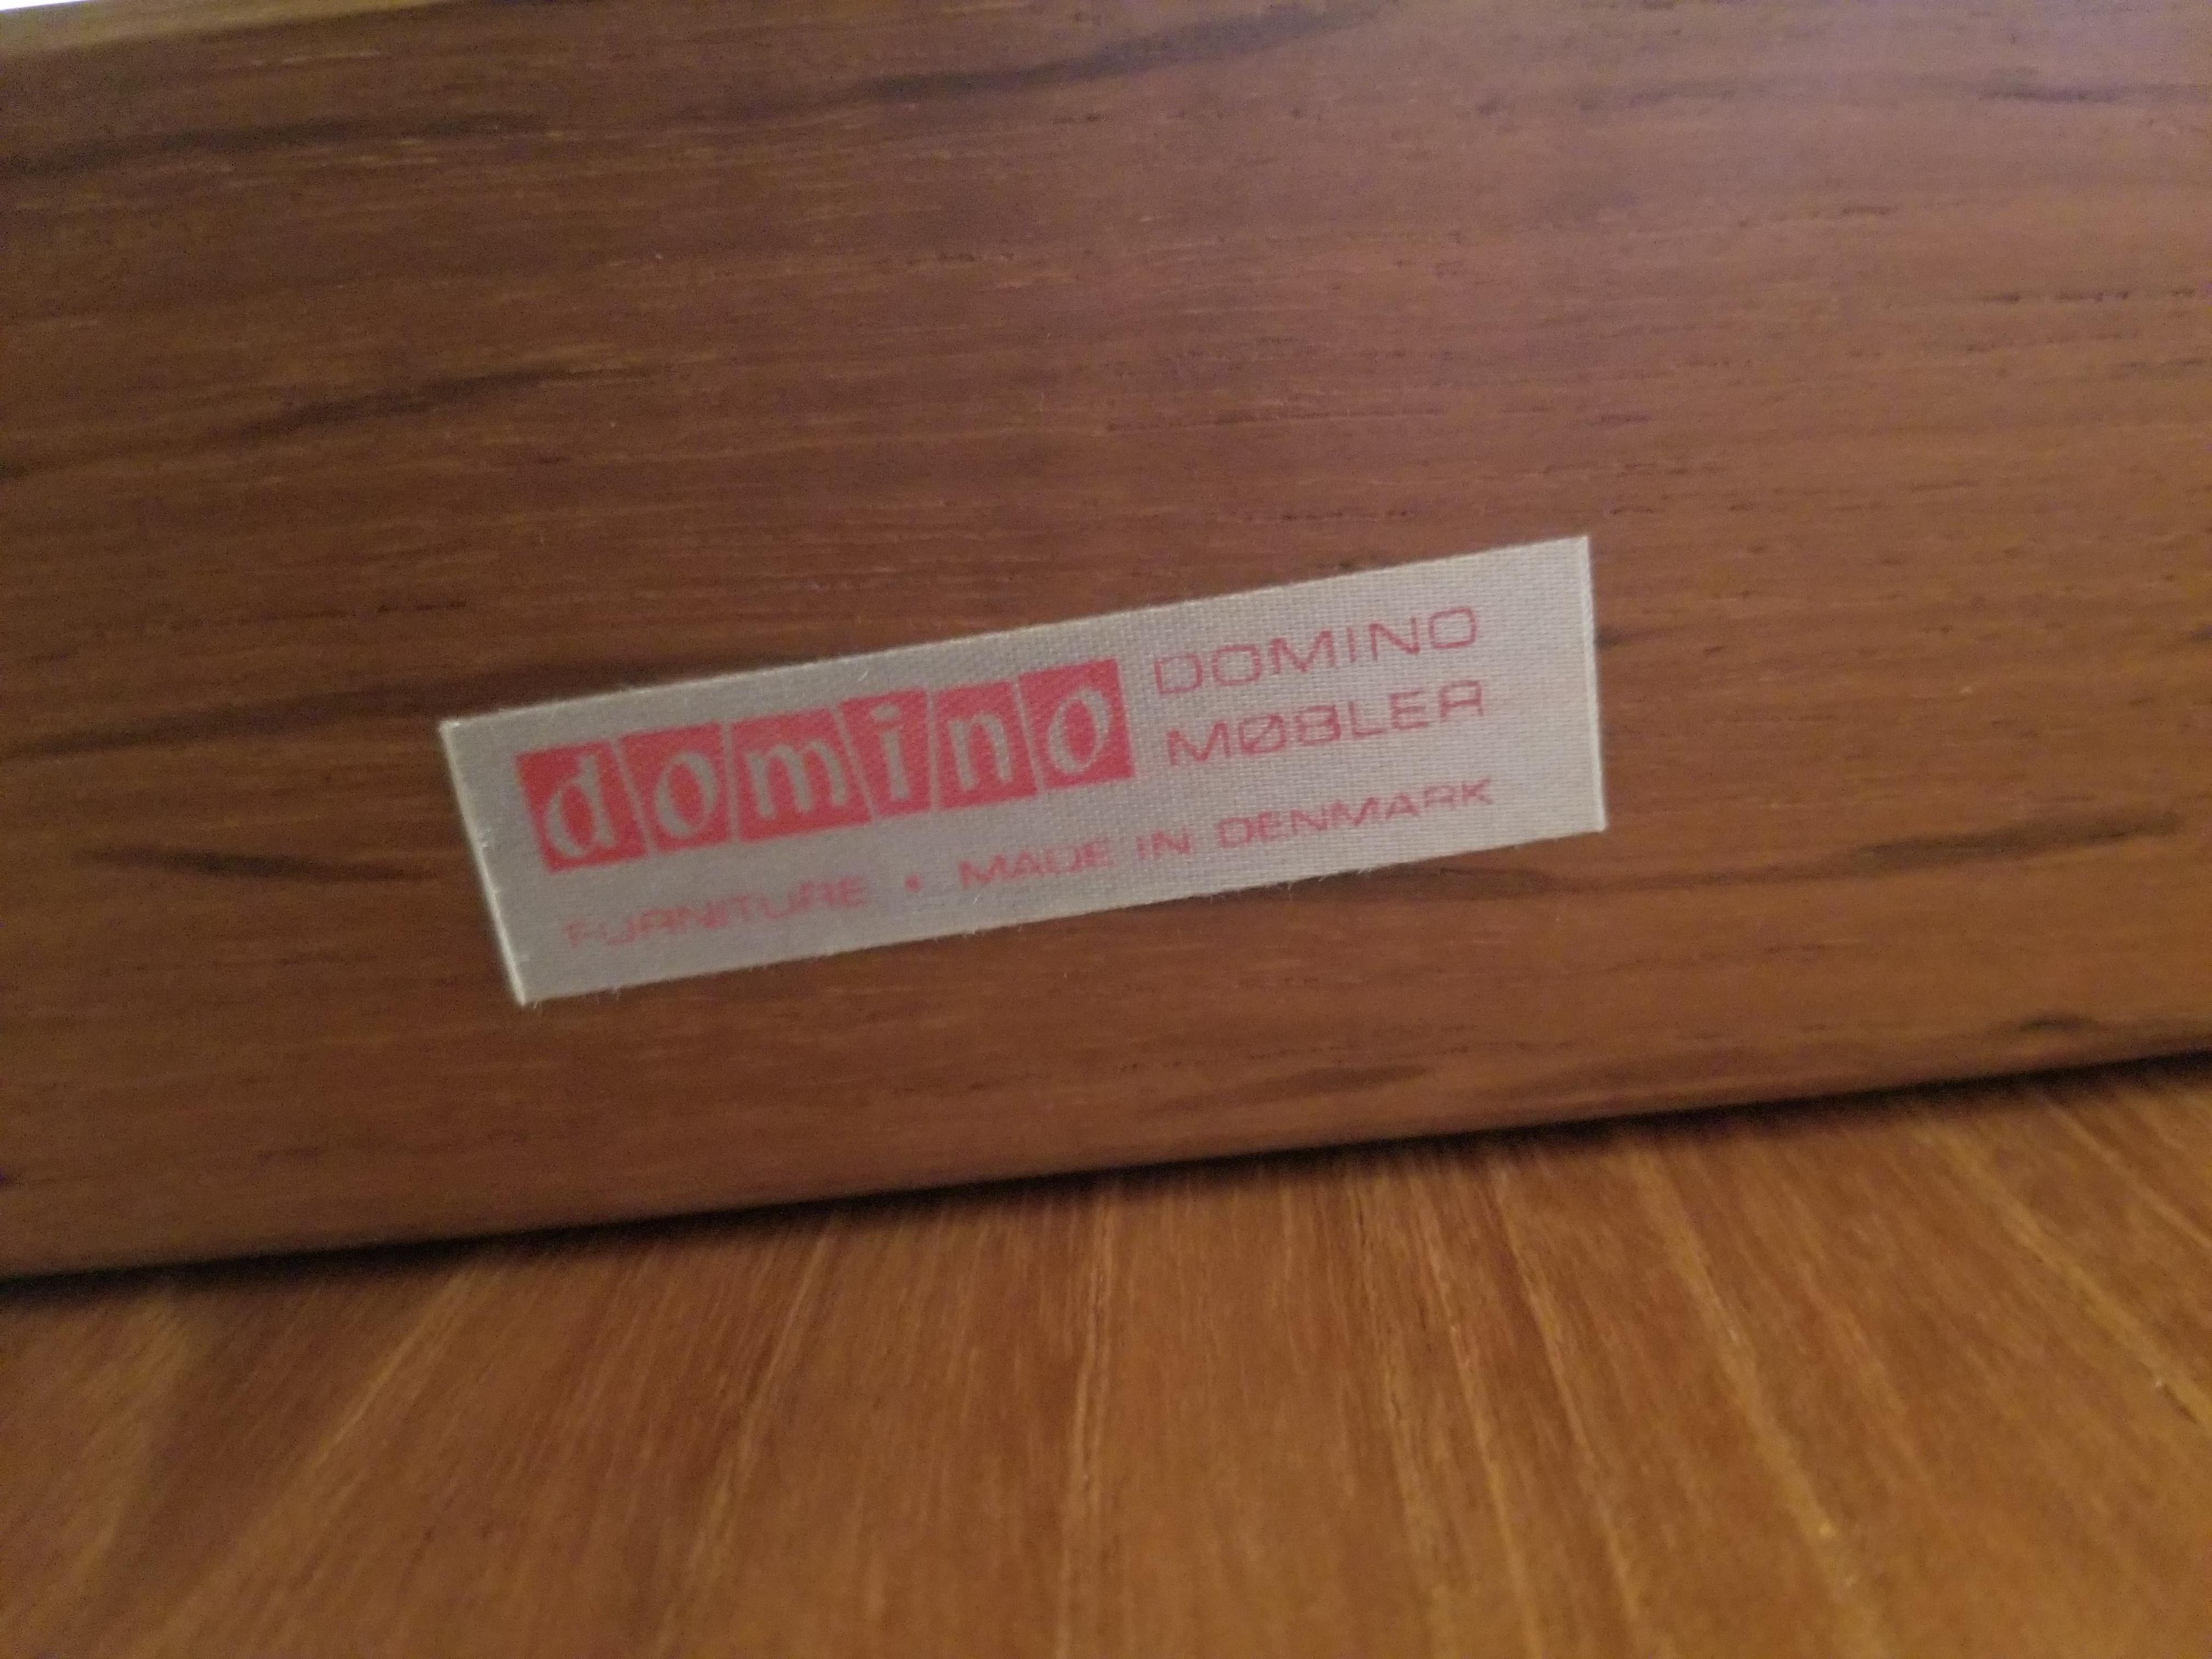 domino
DOMINO
MØBLER
FURNITURE • MADE IN DENMARK